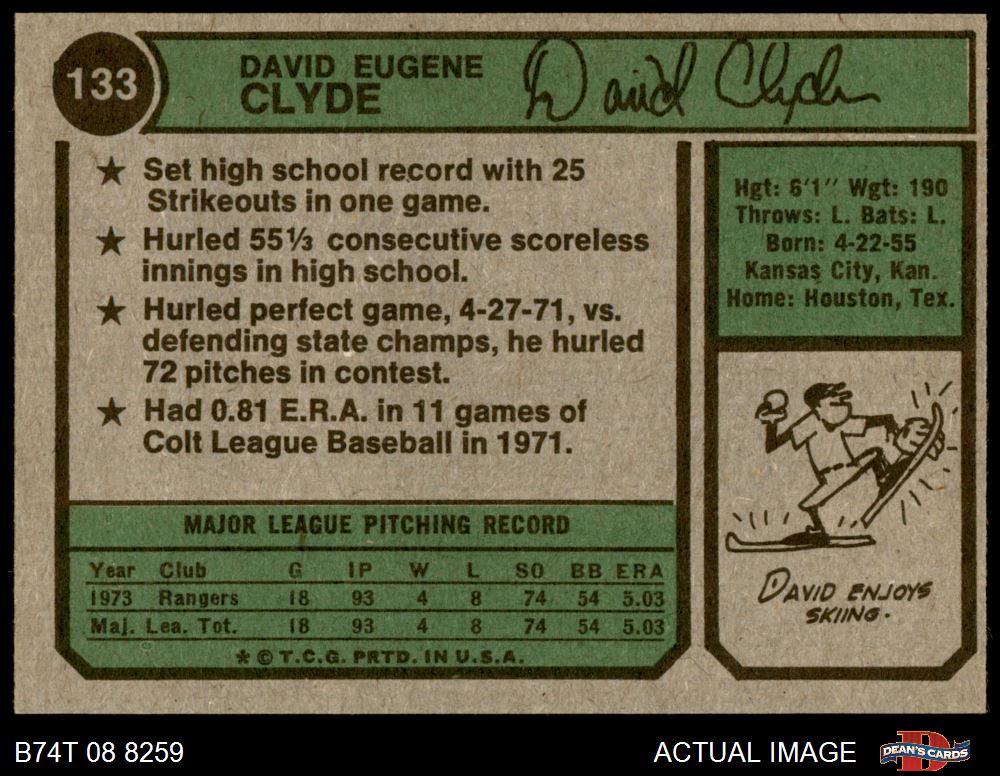 133
DAVID EUGENE
CLYDE
David Clyde
★ Set high school record with 25
Strikeouts in one game.
★ Hurled 55⅓ consecutive scoreless
innings in high school.
★ Hurled perfect game, 4-27-71, vs.
defending state champs, he hurled
72 pitches in contest.
★ Had 0.81 E.R.A. in 11 games of
Colt League Baseball in 1971.
Hgt: 6'1" Wgt: 190
Throws: L. Bats: L.
Born: 4-22-55
Kansas City, Kan.
Home: Houston, Tex.
DAVID ENJOYS
SKIING.
MAJOR LEAGUE PITCHING RECORD
Year Club G IP W L SO BB ERA
1973 Rangers 18 93 4 8 74 54 5.03
Maj. Lea. Tot. 18 93 4 8 74 54 5.03
* © T.C.G. PRTD. IN U.S.A.
B74T 08 8259
ACTUAL IMAGE
D
DEAN'S CARDS